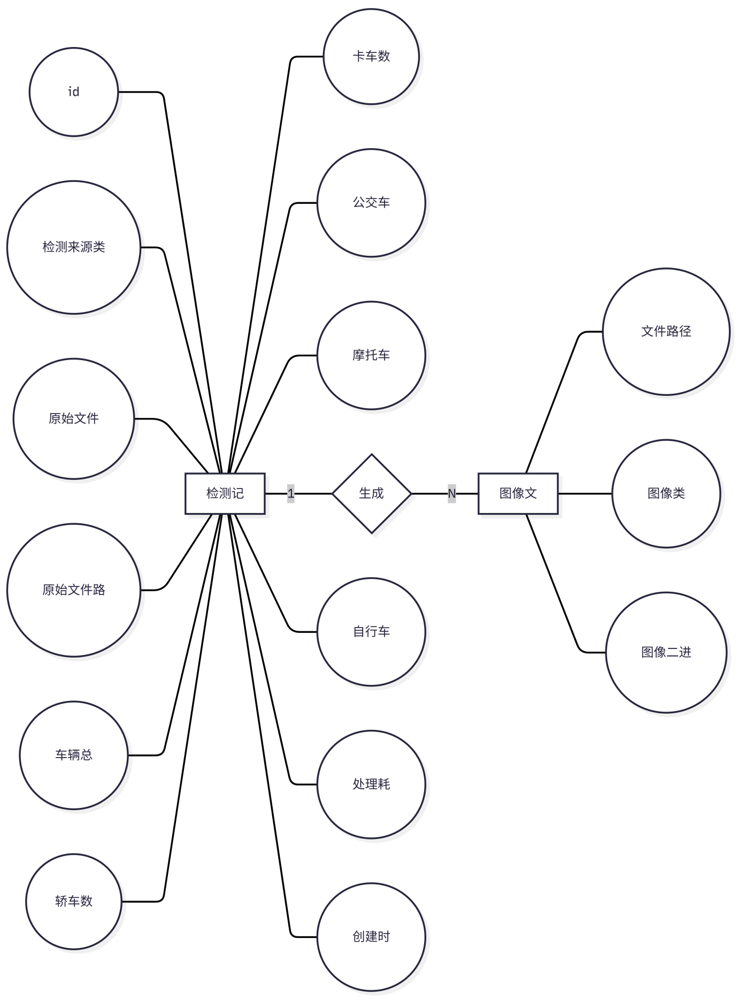 id
检测来源类
原始文件
原始文件路
车辆总
轿车数
检测记
1
卡车数
公交车
摩托车
生成
自行车
处理耗
创建时
N
图像文
文件路径
图像类
图像二进